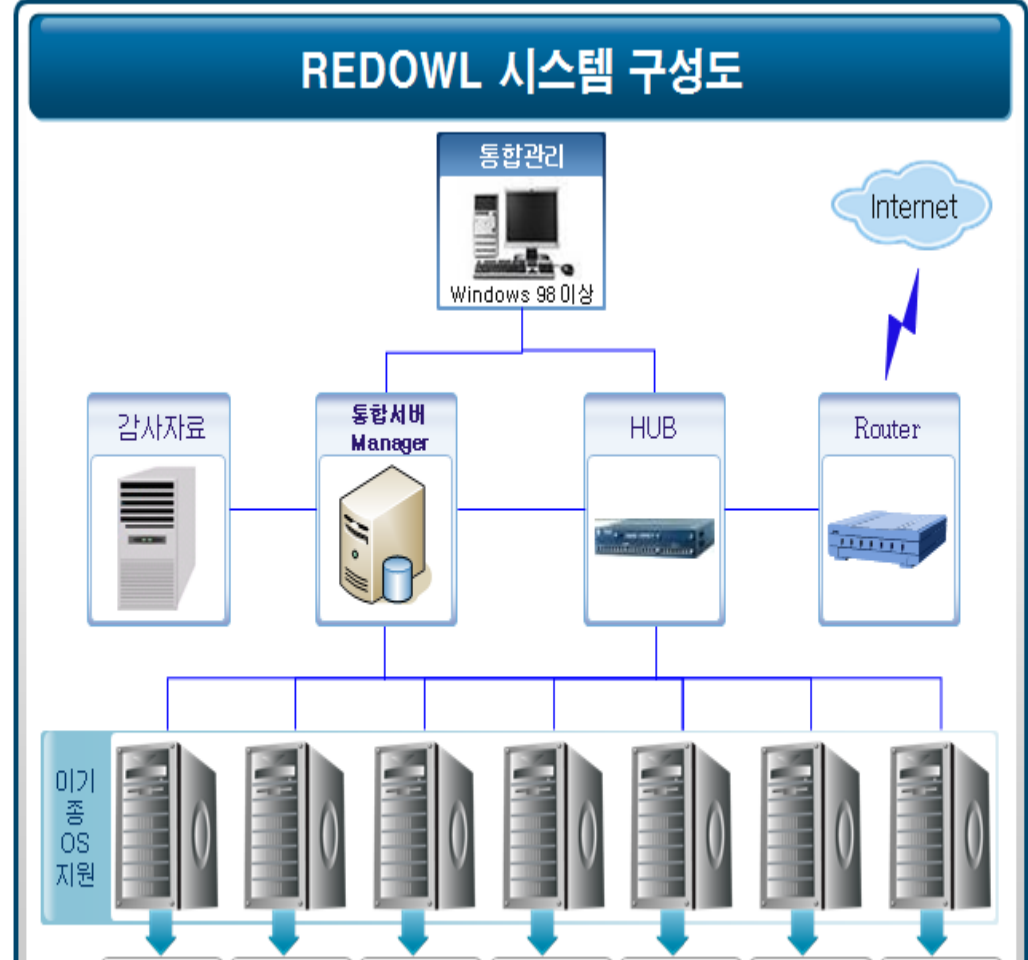 REDOWL 시스템 구성도
통합관리
Windows 98 이상
Internet
감사자료
통합서버
Manager
HUB
Router
이기
종
OS
지원